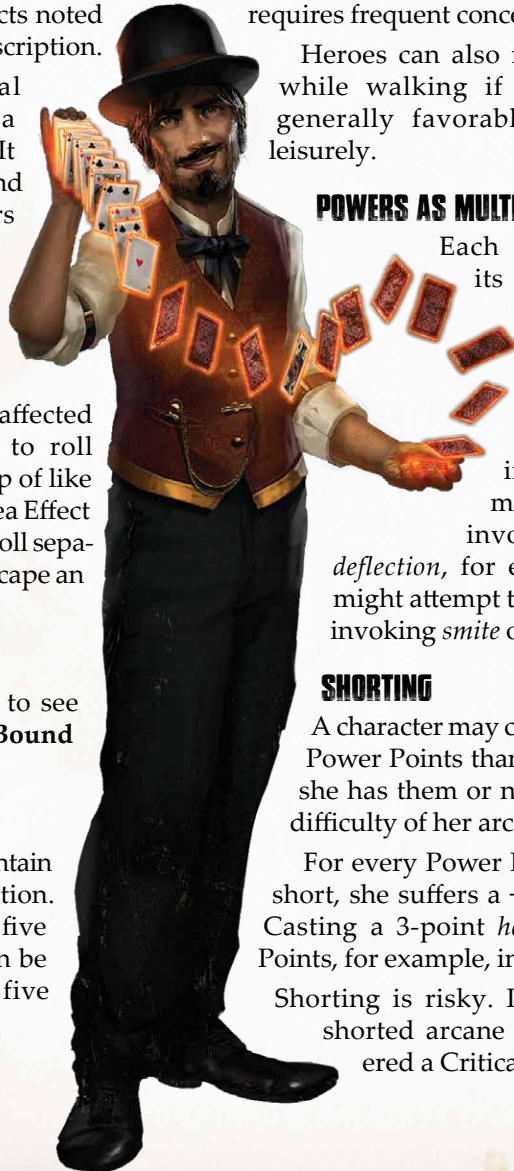 cts noted
scription.
al
a
It
nd
rs
affected
to roll
p of like
ea Effect
oll sepa-
cape an
to see
Bound
ntain
tion.
five
n be
five
requires frequent conce
Heroes can also r
while walking if
generally favorabl
leisurely.
POWERS AS MULTI
Each
its
i
m
invo
deflection, for e
might attempt t
invoking smite o
SHORTING
A character may c
Power Points than
she has them or n
difficulty of her arc
For every Power P
short, she suffers a -
Casting a 3-point ha
Points, for example, in
Shorting is risky. I
shorted arcane
ered a Critica